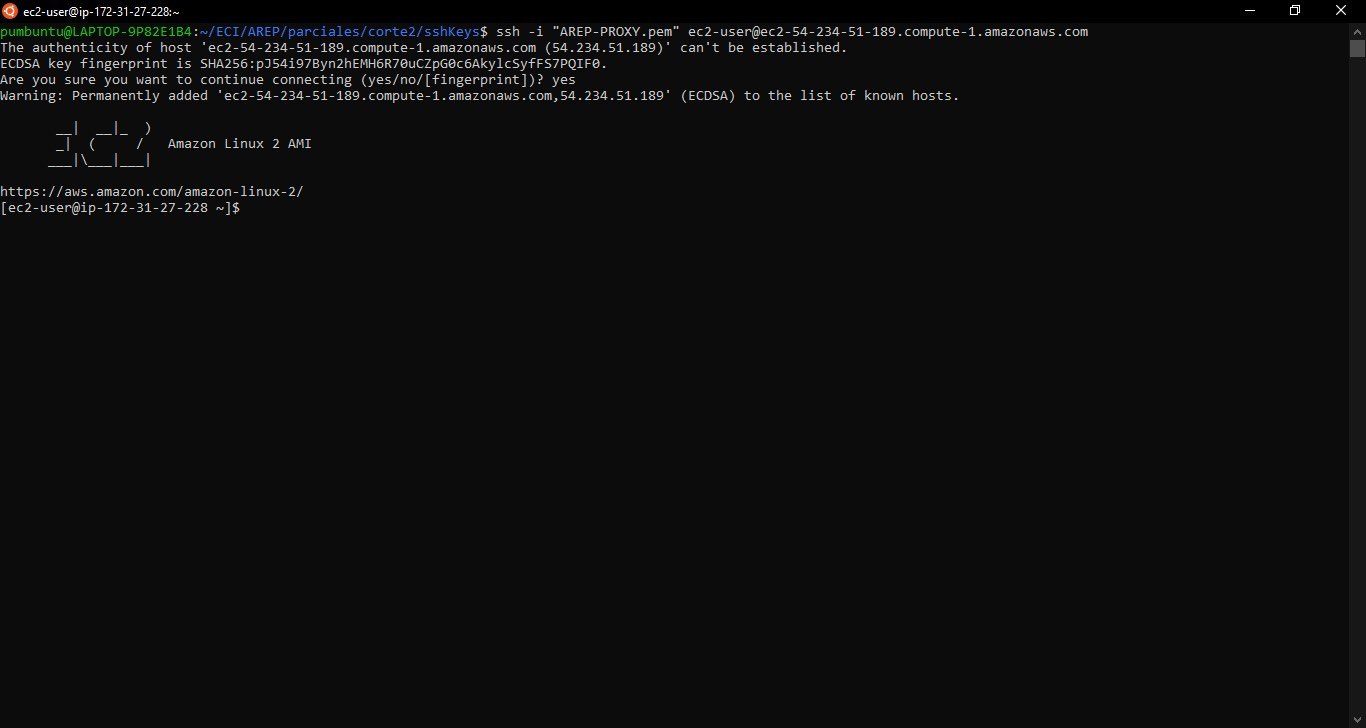 ec2-user@ip-172-31-27-228:~
pumbuntu@LAPTOP-9P82E1B4:~/ECI/AREP/parciales/corte2/sshKeys$ ssh -i "AREP-PROXY.pem" ec2-user@ec2-54-234-51-189.compute-1.amazonaws.com
The authenticity of host 'ec2-54-234-51-189.compute-1.amazonaws.com (54.234.51.189)' can't be established.
ECDSA key fingerprint is SHA256:pJ54i97Byn2hEMH6R70uCZpG0c6AkylcSyfFS7PQIF0.
Are you sure you want to continue connecting (yes/no/[fingerprint])? yes
Warning: Permanently added 'ec2-54-234-51-189.compute-1.amazonaws.com,54.234.51.189' (ECDSA) to the list of known hosts.
__|  __|_  )
_|  (     /   Amazon Linux 2 AMI
___|\___|___|
https://aws.amazon.com/amazon-linux-2/
[ec2-user@ip-172-31-27-228 ~]$